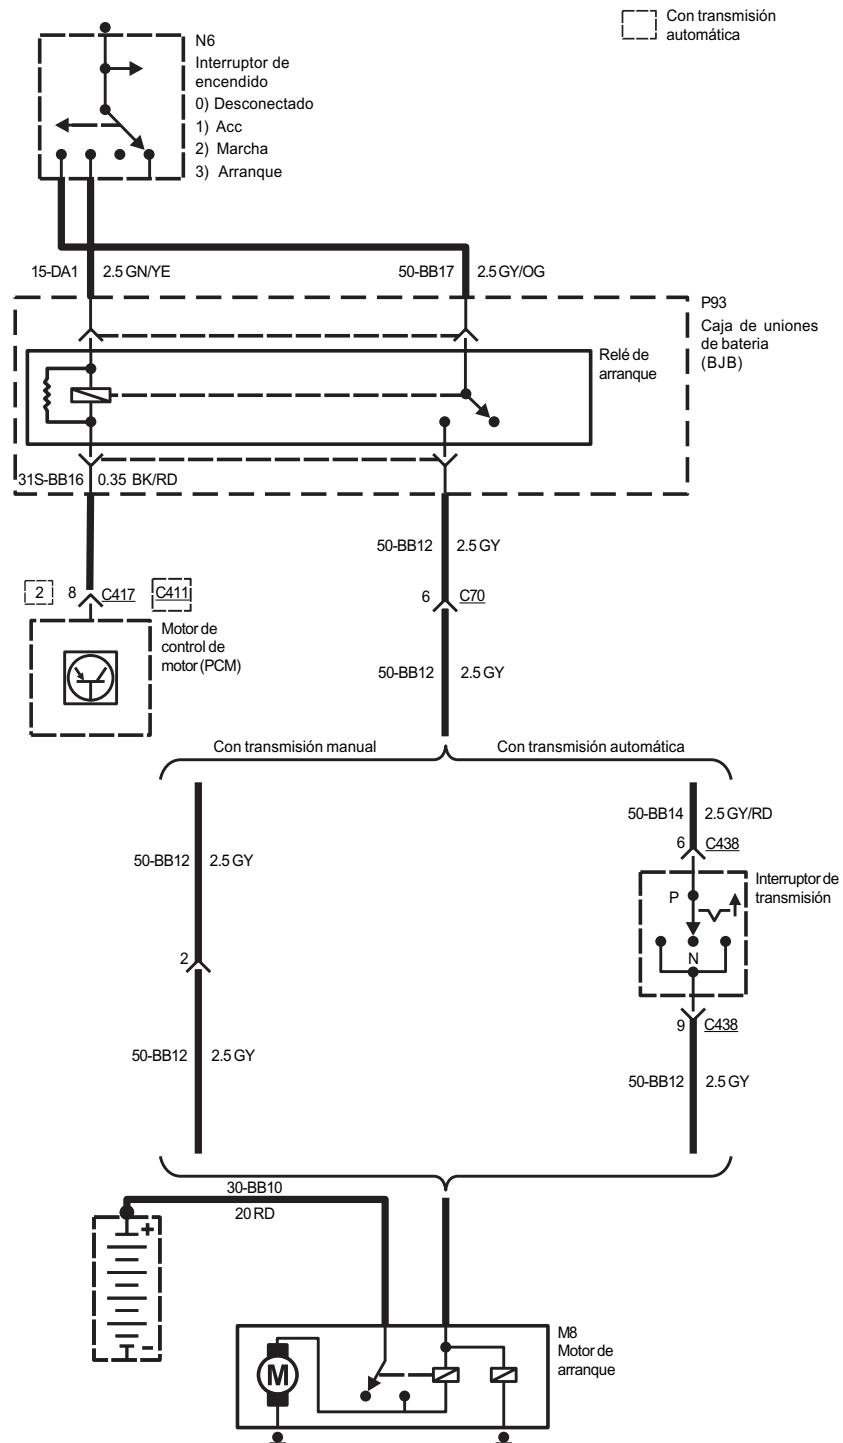 Con transmisión
automática
N6
Interruptor de
encendido
0) Desconectado
1) Acc
2) Marcha
3) Arranque
15-DA1 2.5 GN/YE
50-BB17 2.5 GY/OG
P93
Caja de uniones
de bateria
(BJB)
Relé de
arranque
31S-BB16 0.35 BK/RD
50-BB12 2.5 GY
2 8 C417 C411
6 C70
Motor de
control de
motor (PCM)
50-BB12 2.5 GY
Con transmisión manual
Con transmisión automática
50-BB14 2.5 GY/RD
6 C438
50-BB12 2.5 GY
Interruptor de
transmisión
P
N
2
9 C438
50-BB12 2.5 GY
50-BB12 2.5 GY
30-BB10
20 RD
+
-
M8
Motor de
arranque
M